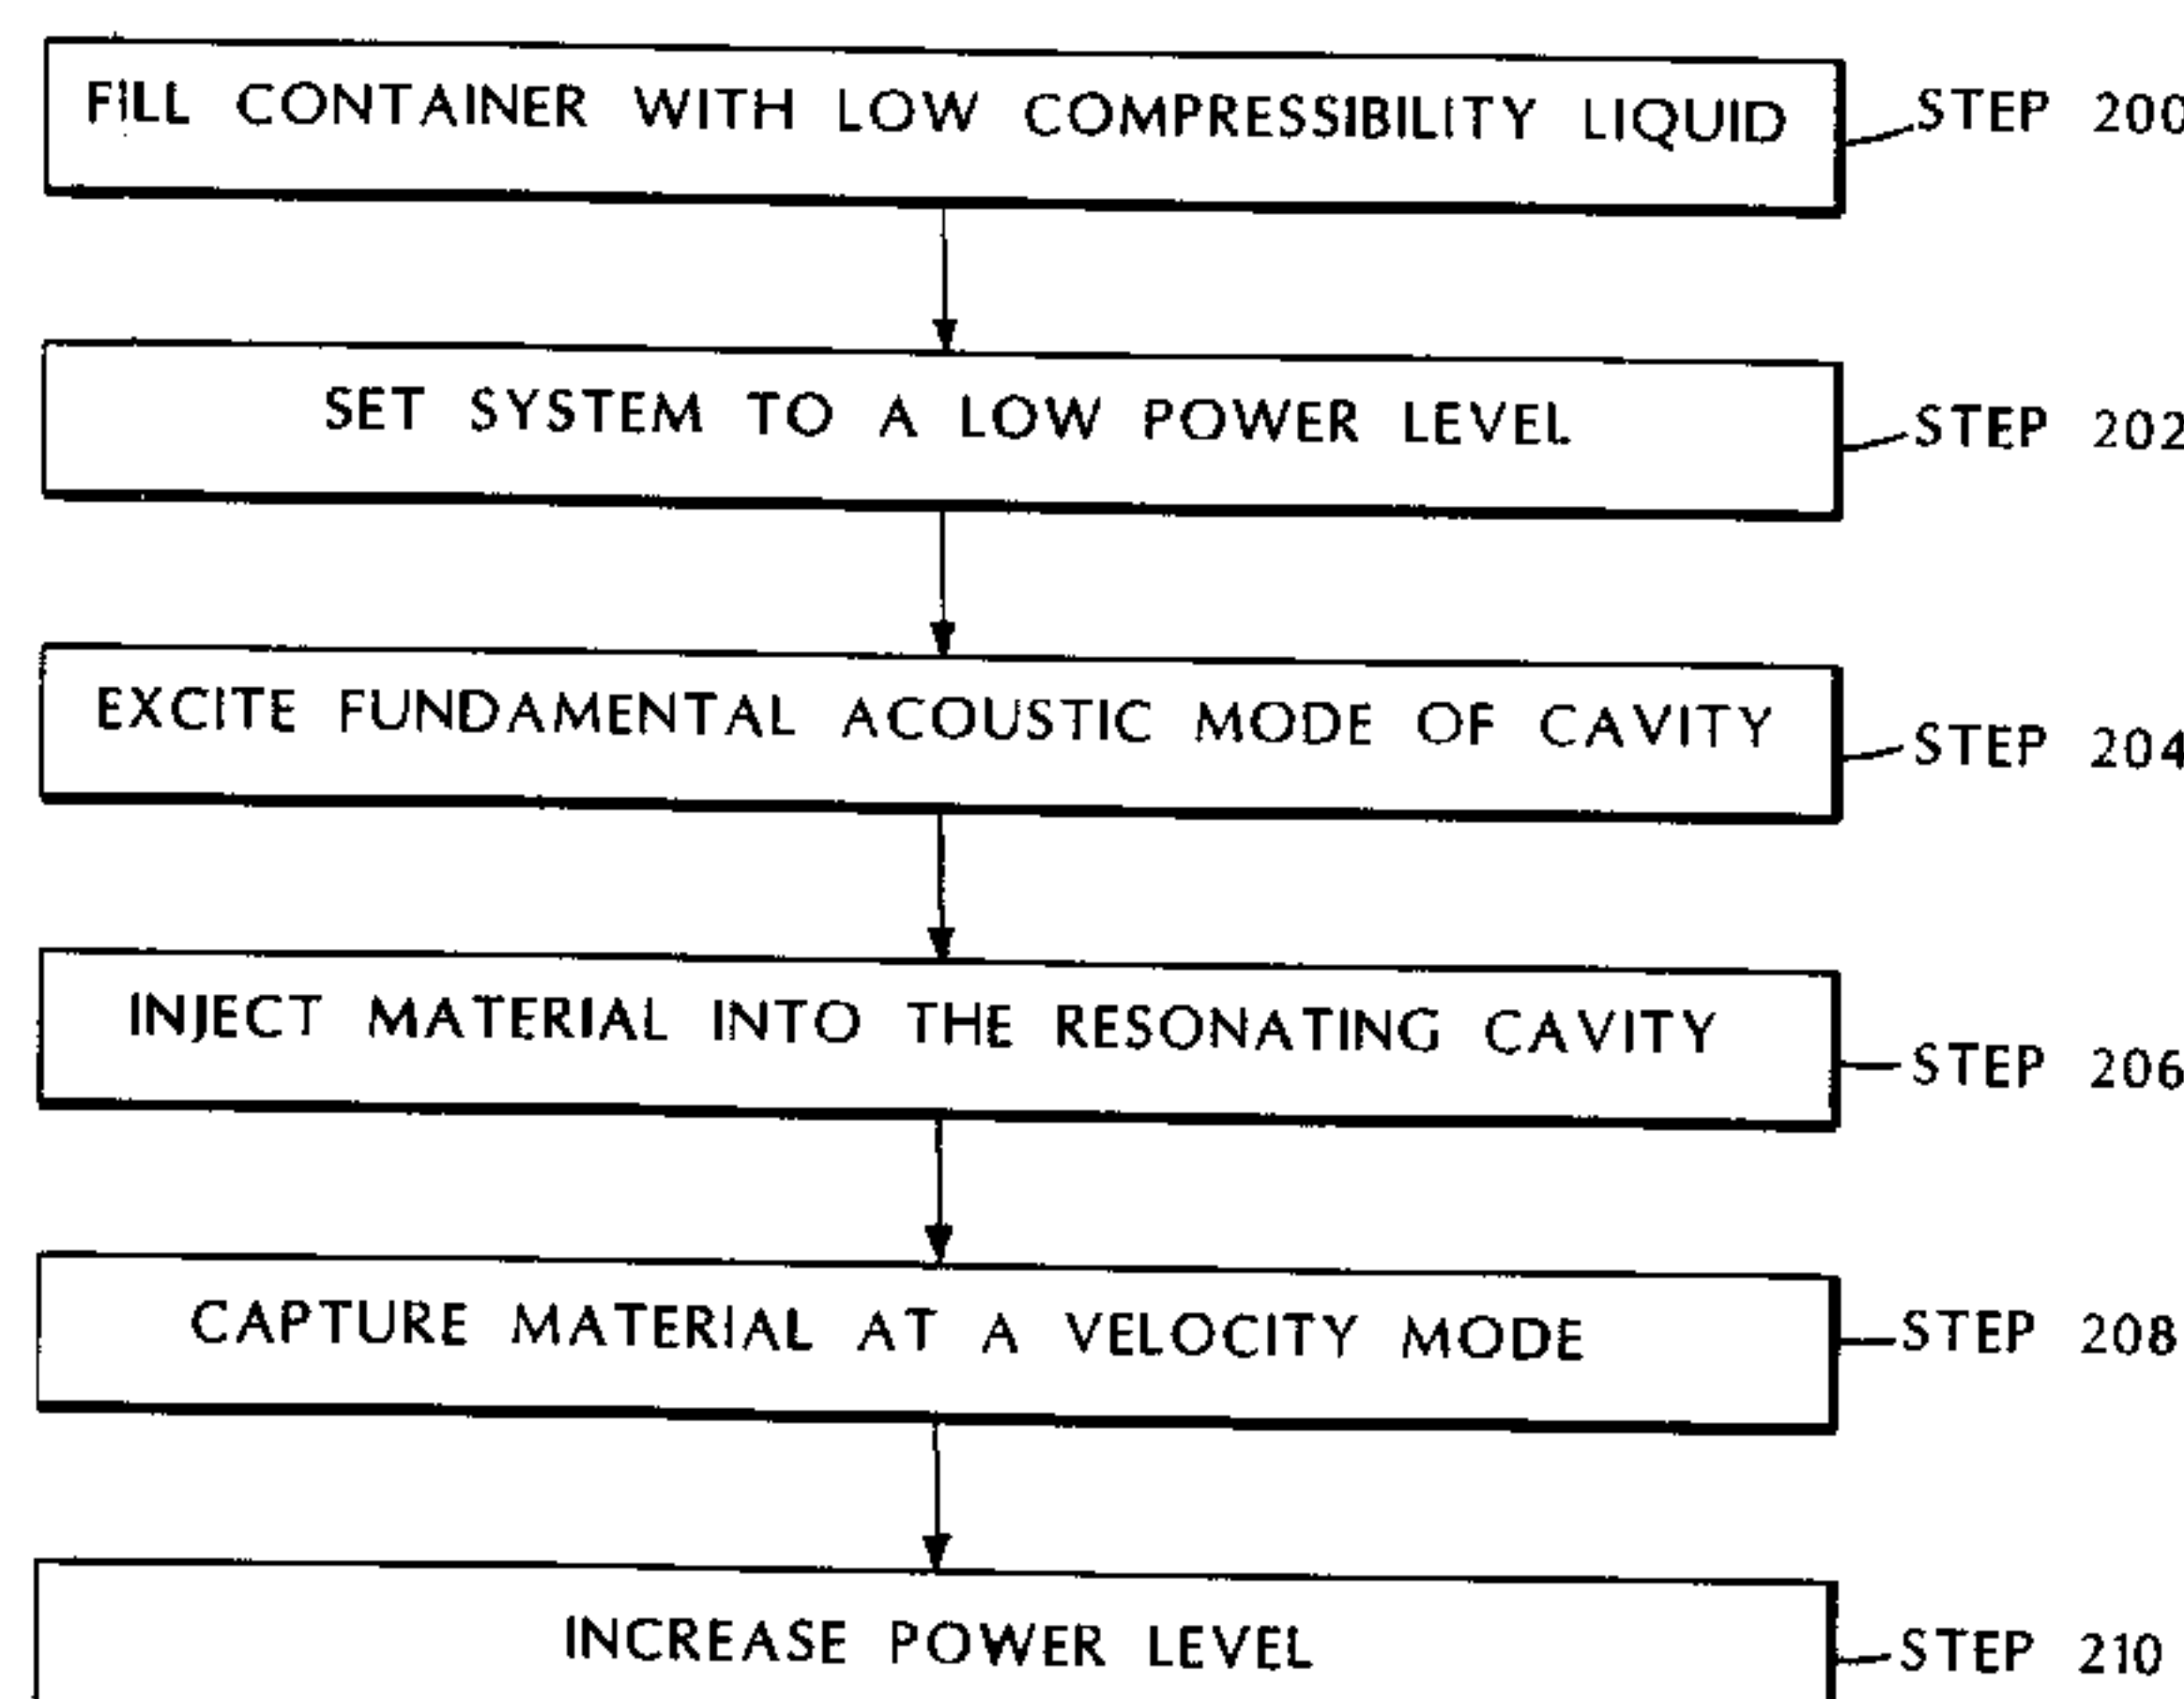 FILL CONTAINER WITH LOW COMPRESSIBILITY LIQUID
STEP 200
SET SYSTEM TO A LOW POWER LEVEL
STEP 202
EXCITE FUNDAMENTAL ACOUSTIC MODE OF CAVITY
STEP 204
INJECT MATERIAL INTO THE RESONATING CAVITY
STEP 206
CAPTURE MATERIAL AT A VELOCITY MODE
STEP 208
INCREASE POWER LEVEL
STEP 210